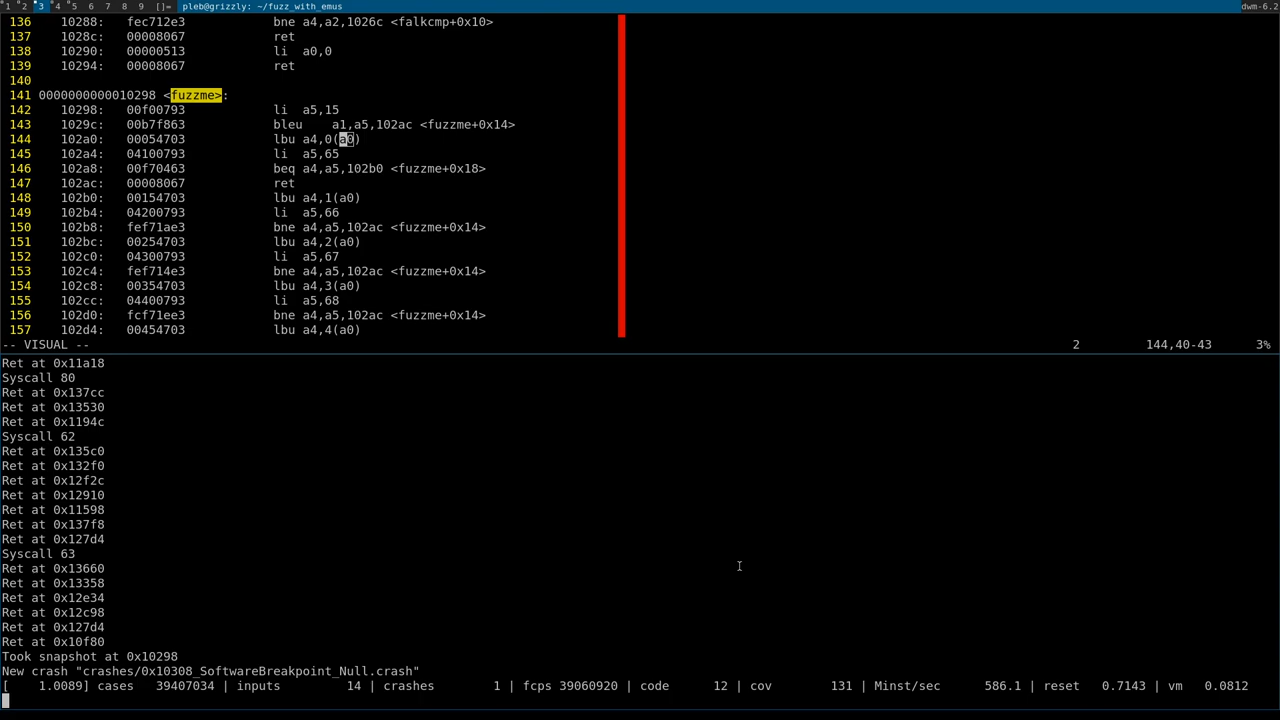 1 2 3 4 5 6 7 8 9 []= pleb@grizzly: ~/fuzz_with_emus dwm-6.2
136 10288: fec712e3 bne a4,a2,1026c <falkcmp+0x10>
137 1028c: 00008067 ret
138 10290: 00000513 li a0,0
139 10294: 00008067 ret
140
141 0000000000010298 <fuzzme>:
142 10298: 00f00793 li a5,15
143 1029c: 00b7f863 bleu a1,a5,102ac <fuzzme+0x14>
144 102a0: 00054703 lbu a4,0(a0)
145 102a4: 04100793 li a5,65
146 102a8: 00f70463 beq a4,a5,102b0 <fuzzme+0x18>
147 102ac: 00008067 ret
148 102b0: 00154703 lbu a4,1(a0)
149 102b4: 04200793 li a5,66
150 102b8: fef71ae3 bne a4,a5,102ac <fuzzme+0x14>
151 102bc: 00254703 lbu a4,2(a0)
152 102c0: 04300793 li a5,67
153 102c4: fef714e3 bne a4,a5,102ac <fuzzme+0x14>
154 102c8: 00354703 lbu a4,3(a0)
155 102cc: 04400793 li a5,68
156 102d0: fcf71ee3 bne a4,a5,102ac <fuzzme+0x14>
157 102d4: 00454703 lbu a4,4(a0)
-- VISUAL -- 2 144,40-43 3%
Ret at 0x11a18
Syscall 80
Ret at 0x137cc
Ret at 0x13530
Ret at 0x1194c
Syscall 62
Ret at 0x135c0
Ret at 0x132f0
Ret at 0x12f2c
Ret at 0x12910
Ret at 0x11598
Ret at 0x137f8
Ret at 0x127d4
Syscall 63
Ret at 0x13660
Ret at 0x13358
Ret at 0x12e34
Ret at 0x12c98
Ret at 0x127d4
Ret at 0x10f80
Took snapshot at 0x10298
New crash "crashes/0x10308_SoftwareBreakpoint_Null.crash"
[ 1.0089] cases 39407034 | inputs 14 | crashes 1 | fcps 39060920 | code 12 | cov 131 | Minst/sec 586.1 | reset 0.7143 | vm 0.0812